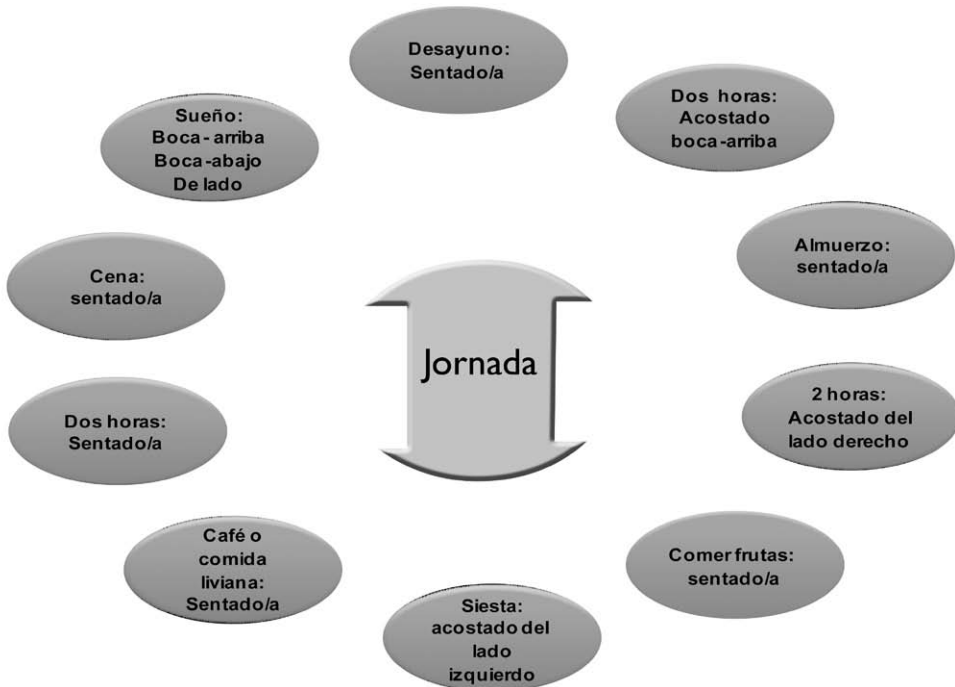 Desayuno:
Sentado/a
Dos horas:
Acostado
boca-arriba
Almuerzo:
sentado/a
2 horas:
Acostado del
lado derecho
Comer frutas:
sentado/a
Siesta:
acostado del
lado
izquierdo
Café o
comida
liviana:
Sentado/a
Dos horas:
Sentado/a
Cena:
sentado/a
Sueño:
Boca-arriba
Boca-abajo
De lado
Jornada